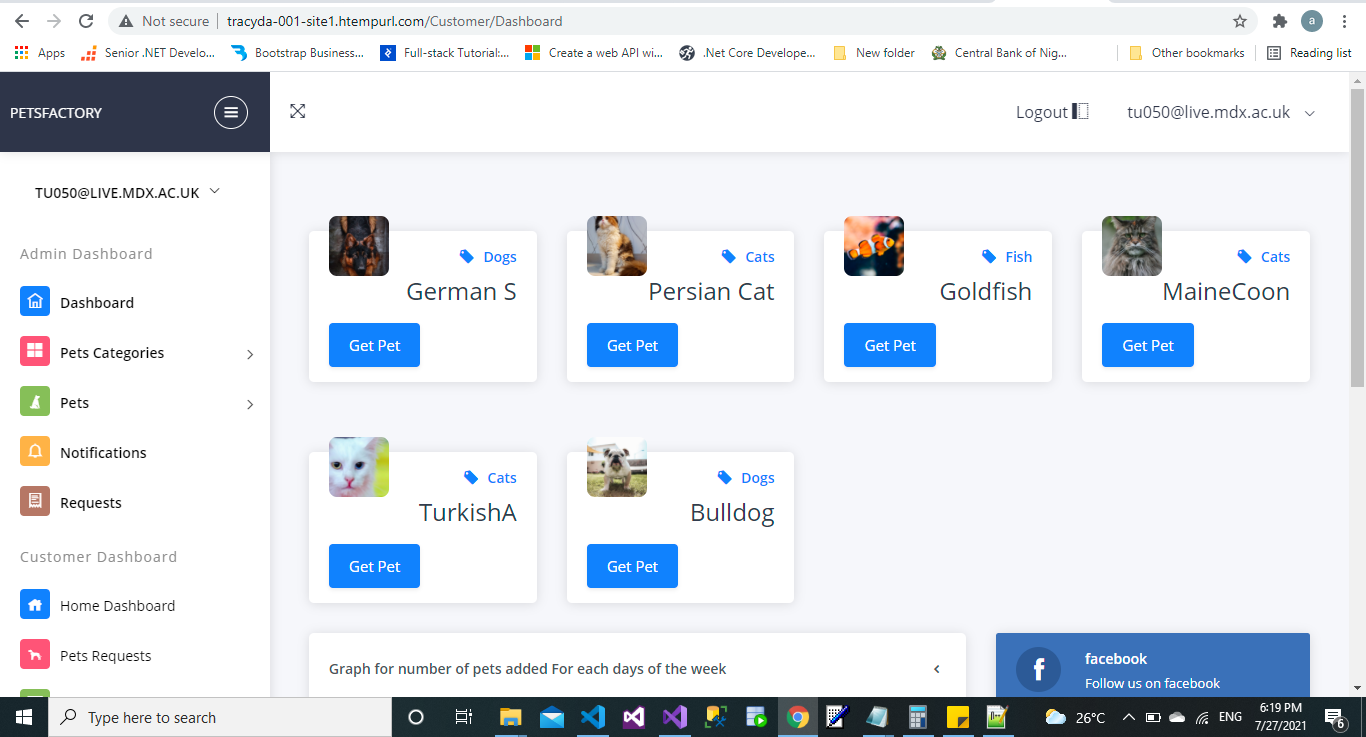 Not secure
tracyda-001-site1.htempurl.com/Customer/Dashboard
a
Apps
Senior .NET Develo...
Bootstrap Business...
Full-stack Tutorial:...
Create a web API wi...
.Net Core Develope...
New folder
Central Bank of Nig...
Other bookmarks
Reading list
PETSFACTORY
Logout
tu050@live.mdx.ac.uk
TU050@LIVE.MDX.AC.UK
Admin Dashboard
Dashboard
Pets Categories
Pets
Notifications
Requests
Customer Dashboard
Home Dashboard
Pets Requests
Dogs
German S
Get Pet
Cats
Persian Cat
Get Pet
Fish
Goldfish
Get Pet
Cats
MaineCoon
Get Pet
Cats
TurkishA
Get Pet
Dogs
Bulldog
Get Pet
Graph for number of pets added For each days of the week
facebook
Follow us on facebook
Type here to search
26°C
ENG
6:19 PM
7/27/2021
6